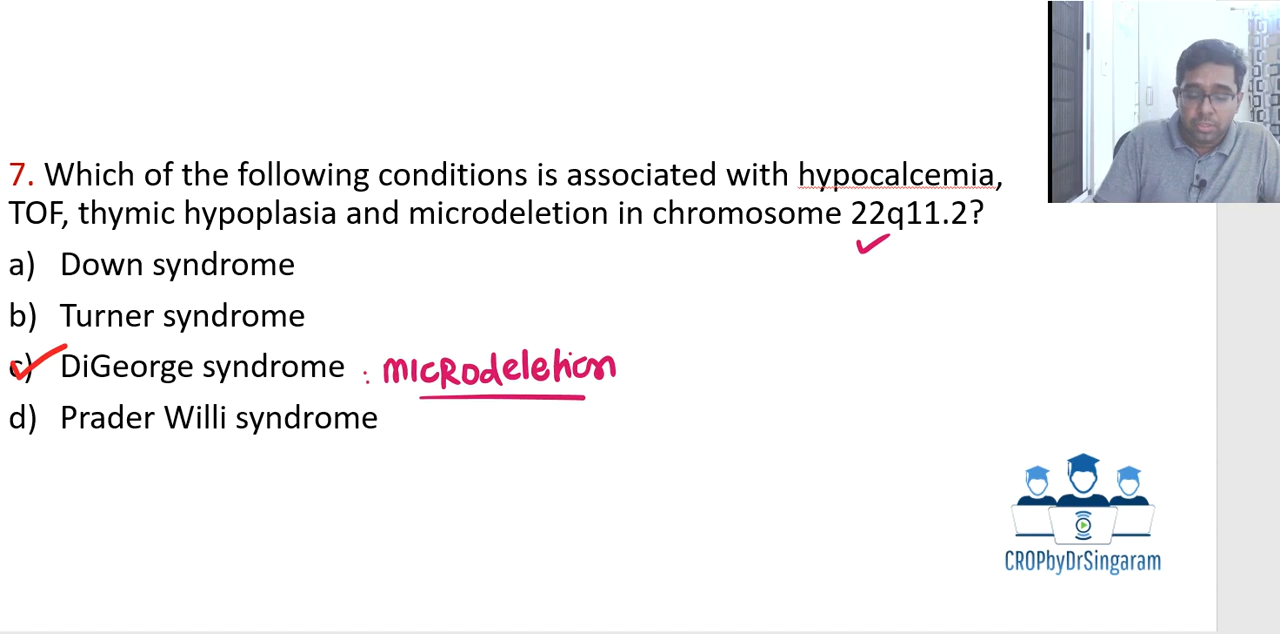 7. Which of the following conditions is associated with hypocalcemia,
TOF, thymic hypoplasia and microdeletion in chromosome 22q11.2?
a) Down syndrome
b) Turner syndrome
c) DiGeorge syndrome : MICRodeletion
d) Prader Willi syndrome
CROPbyDrSingaram